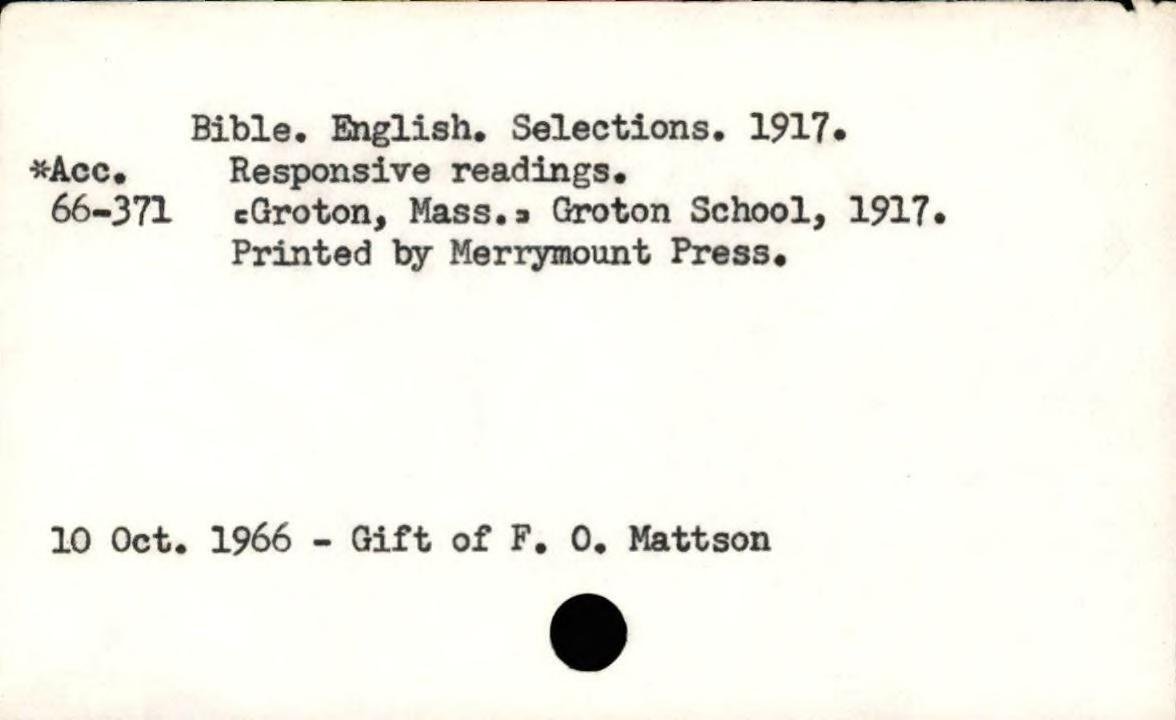 Bible. English. Selections. 1917.
*Acc. Responsive readings.
66-371 [Groton, Mass.] Groton School, 1917.
Printed by Merrymount Press.
10 Oct. 1966 - Gift of F. O. Mattson